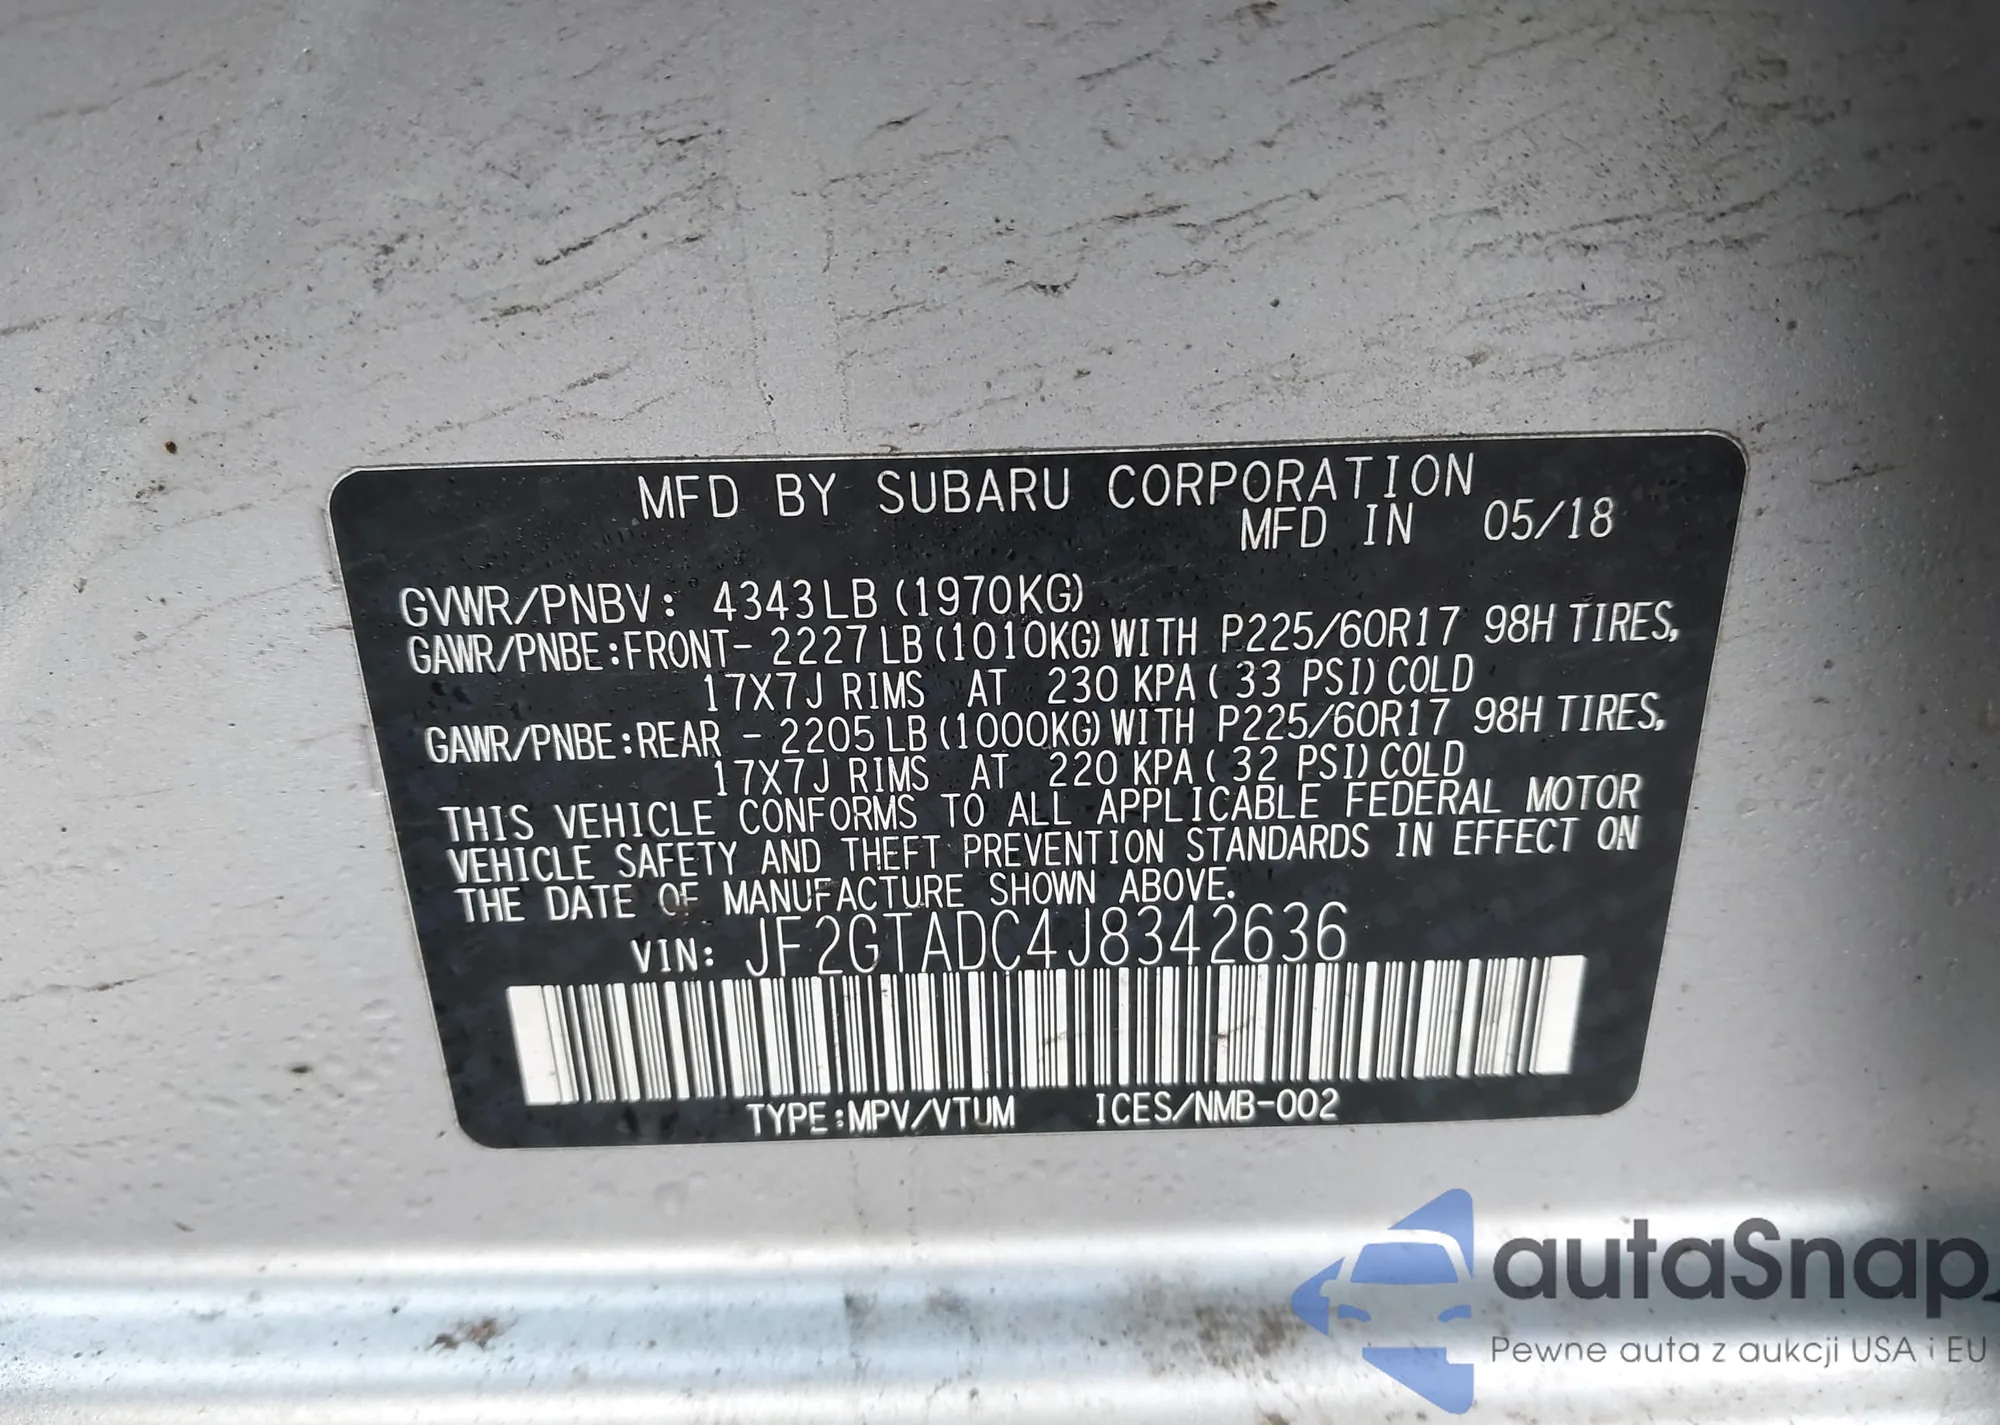 MFD BY SUBARU CORPORATION
MFD IN 05/18
GVWR/PNBV: 4343LB (1970KG)
GAWR/PNBE:FRONT- 2227LB (1010KG) WITH P225/60R17 98H TIRES,
17X7J RIMS AT 230 KPA ( 33 PSI) COLD
GAWR/PNBE:REAR - 2205LB (1000KG) WITH P225/60R17 98H TIRES,
17X7J RIMS AT 220 KPA ( 32 PSI) COLD
THIS VEHICLE CONFORMS TO ALL APPLICABLE FEDERAL MOTOR
VEHICLE SAFETY AND THEFT PREVENTION STANDARDS IN EFFECT ON
THE DATE OF MANUFACTURE SHOWN ABOVE.
VIN: JF2GTADC4J8342636
TYPE:MPV/VTUM ICES/NMB-002
autaSnap
Pewne auta z aukcji USA i EU